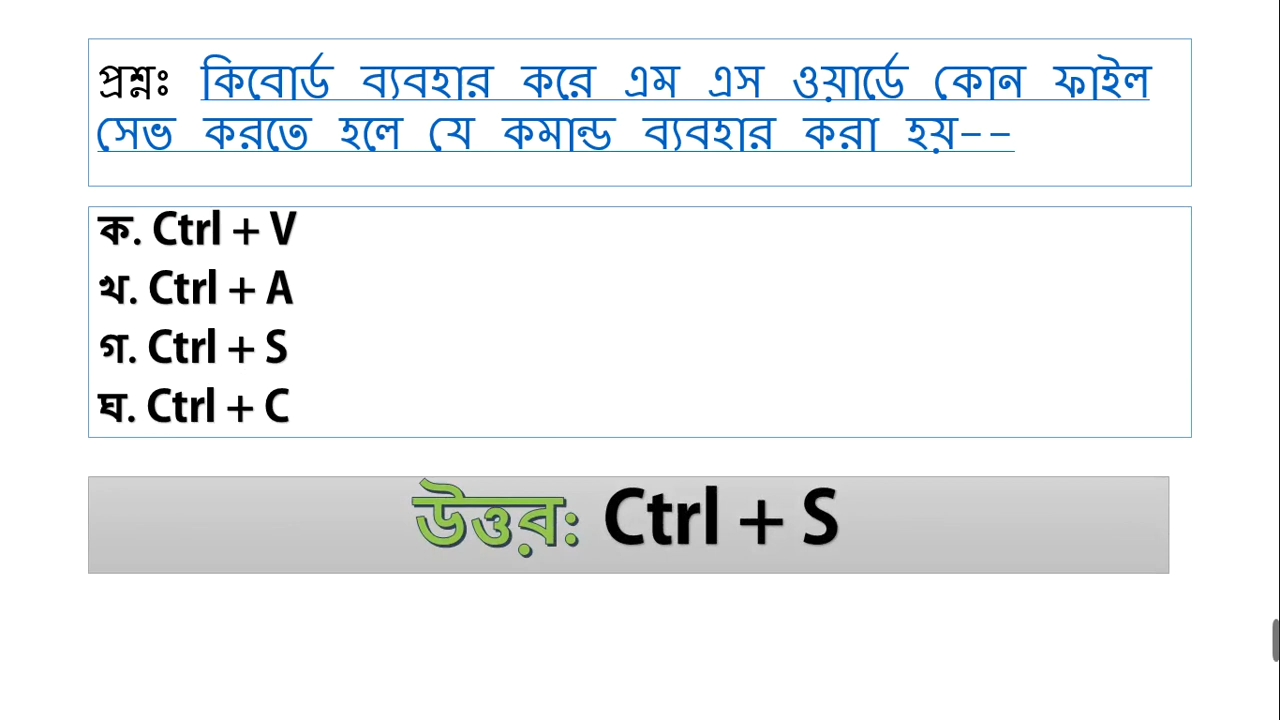 প্রশ্নঃ কিবোর্ড ব্যবহার করে এম এস ওয়ার্ডে কোন ফাইল
সেভ করতে হলে যে কমান্ড ব্যবহার করা হয়--
ক. Ctrl + V
খ. Ctrl + A
গ. Ctrl + S
ঘ. Ctrl + C
উত্তর: Ctrl + S